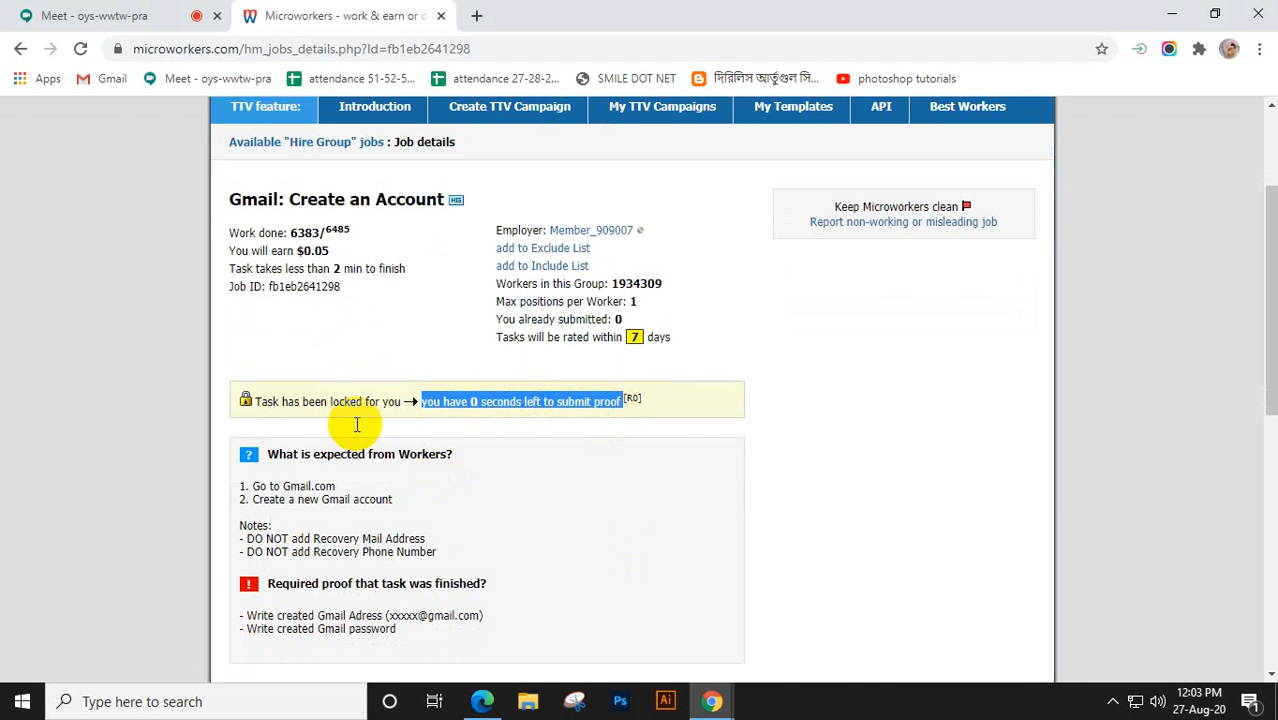 Meet - oys-wwtw-pra
Microworkers - work & earn or o
microworkers.com/hm_jobs_details.php?Id=fb1eb2641298
Apps
Gmail
Meet - oys-wwtw-pra
attendance 51-52-5...
attendance 27-28-2...
SMILE DOT NET
দিরিলিস আর্তুগুল সি...
photoshop tutorials
TTV feature:
Introduction
Create TTV Campaign
My TTV Campaigns
My Templates
API
Best Workers
Available "Hire Group" jobs : Job details
Gmail: Create an Account HG
Work done: 6383/6485
You will earn $0.05
Task takes less than 2 min to finish
Job ID: fb1eb2641298
Employer: Member_909007
add to Exclude List
add to Include List
Workers in this Group: 1934309
Max positions per Worker: 1
You already submitted: 0
Tasks will be rated within 7 days
Keep Microworkers clean
Report non-working or misleading job
Task has been locked for you → you have 0 seconds left to submit proof [R0]
? What is expected from Workers?
1. Go to Gmail.com
2. Create a new Gmail account
Notes:
- DO NOT add Recovery Mail Address
- DO NOT add Recovery Phone Number
! Required proof that task was finished?
- Write created Gmail Adress (xxxxx@gmail.com)
- Write created Gmail password
Type here to search
Ps
Ai
12:03 PM
27-Aug-20
1